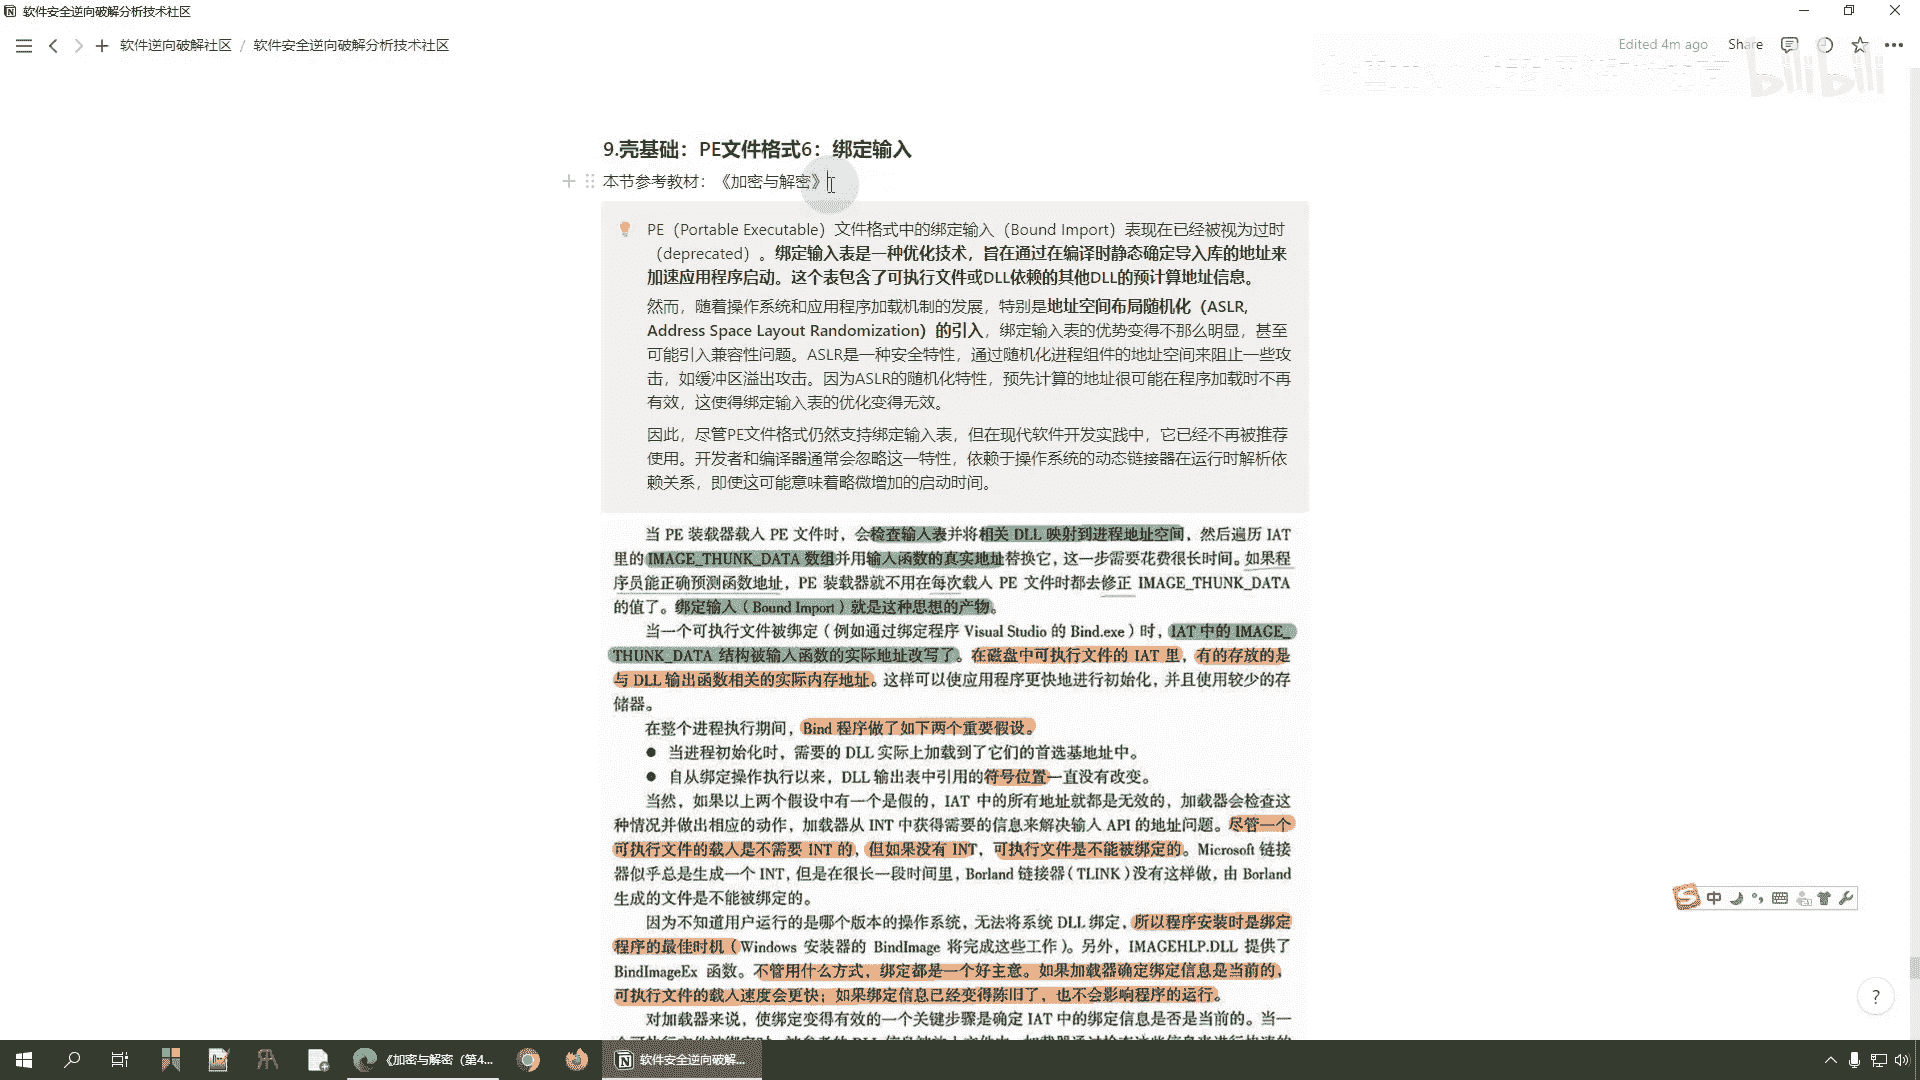 软件安全逆向破解分析技术社区
软件逆向破解社区 / 软件安全逆向破解分析技术社区
Edited 4m ago Share
bilibili
9.壳基础：PE文件格式6：绑定输入
本节参考教材：《加密与解密》
PE（Portable Executable）文件格式中的绑定输入（Bound Import）表现在已经被视为过时
（deprecated）。绑定输入表是一种优化技术，旨在通过在编译时静态确定导入库的地址来
加速应用程序启动。这个表包含了可执行文件或DLL依赖的其他DLL的预计算地址信息。
然而，随着操作系统和应用程序加载机制的发展，特别是地址空间布局随机化（ASLR,
Address Space Layout Randomization）的引入，绑定输入表的优势变得不那么明显，甚至
可能引入兼容性问题。ASLR是一种安全特性，通过随机化进程组件的地址空间来阻止一些攻
击，如缓冲区溢出攻击。因为ASLR的随机化特性，预先计算的地址很可能在程序加载时不再
有效，这使得绑定输入表的优化变得无效。
因此，尽管PE文件格式仍然支持绑定输入表，但在现代软件开发实践中，它已经不再被推荐
使用。开发者和编译器通常会忽略这一特性，依赖于操作系统的动态链接器在运行时解析依
赖关系，即使这可能意味着略微增加的启动时间。
当 PE 装载器载入 PE 文件时，会检查输入表并将相关 DLL 映射到进程地址空间，然后遍历 IAT
里的 IMAGE_THUNK_DATA 数组并用输入函数的真实地址替换它，这一步需要花费很长时间。如果程
序员能正确预测函数地址，PE 装载器就不用在每次载入 PE 文件时都去修正 IMAGE_THUNK_DATA
的值了。绑定输入（Bound Import）就是这种思想的产物。
当一个可执行文件被绑定（例如通过绑定程序 Visual Studio 的 Bind.exe）时，IAT 中的 IMAGE_
THUNK_DATA 结构被输入函数的实际地址改写了。在磁盘中可执行文件的 IAT 里，有的存放的是
与 DLL 输出函数相关的实际内存地址。这样可以使应用程序更快地进行初始化，并且使用较少的存
储器。
在整个进程执行期间，Bind 程序做了如下两个重要假设。
● 当进程初始化时，需要的 DLL 实际上加载到了它们的首选基地址中。
● 自从绑定操作执行以来，DLL 输出表中引用的符号位置一直没有改变。
当然，如果以上两个假设中有一个是假的，IAT 中的所有地址就都是无效的，加载器会检查这
种情况并做出相应的动作，加载器从 INT 中获得需要的信息来解决输入 API 的地址问题。尽管一个
可执行文件的载入是不需要 INT 的，但如果没有 INT，可执行文件是不能被绑定的。Microsoft 链接
器似乎总是生成一个 INT，但是在很长一段时间里，Borland 链接器（TLINK）没有这样做，由 Borland
生成的文件是不能被绑定的。
因为不知道用户运行的是哪个版本的操作系统，无法将系统 DLL 绑定，所以程序安装时是绑定
程序的最佳时机（Windows 安装器的 BindImage 将完成这些工作）。另外，IMAGEHLP.DLL 提供了
BindImageEx 函数。不管用什么方式，绑定都是一个好主意。如果加载器确定绑定信息是当前的，
可执行文件的载入速度会更快；如果绑定信息已经变得陈旧了，也不会影响程序的运行。
对加载器来说，使绑定变得有效的一个关键步骤是确定 IAT 中的绑定信息是否是当前的。当一
中
?
《加密与解密（第4...
软件安全逆向破解...